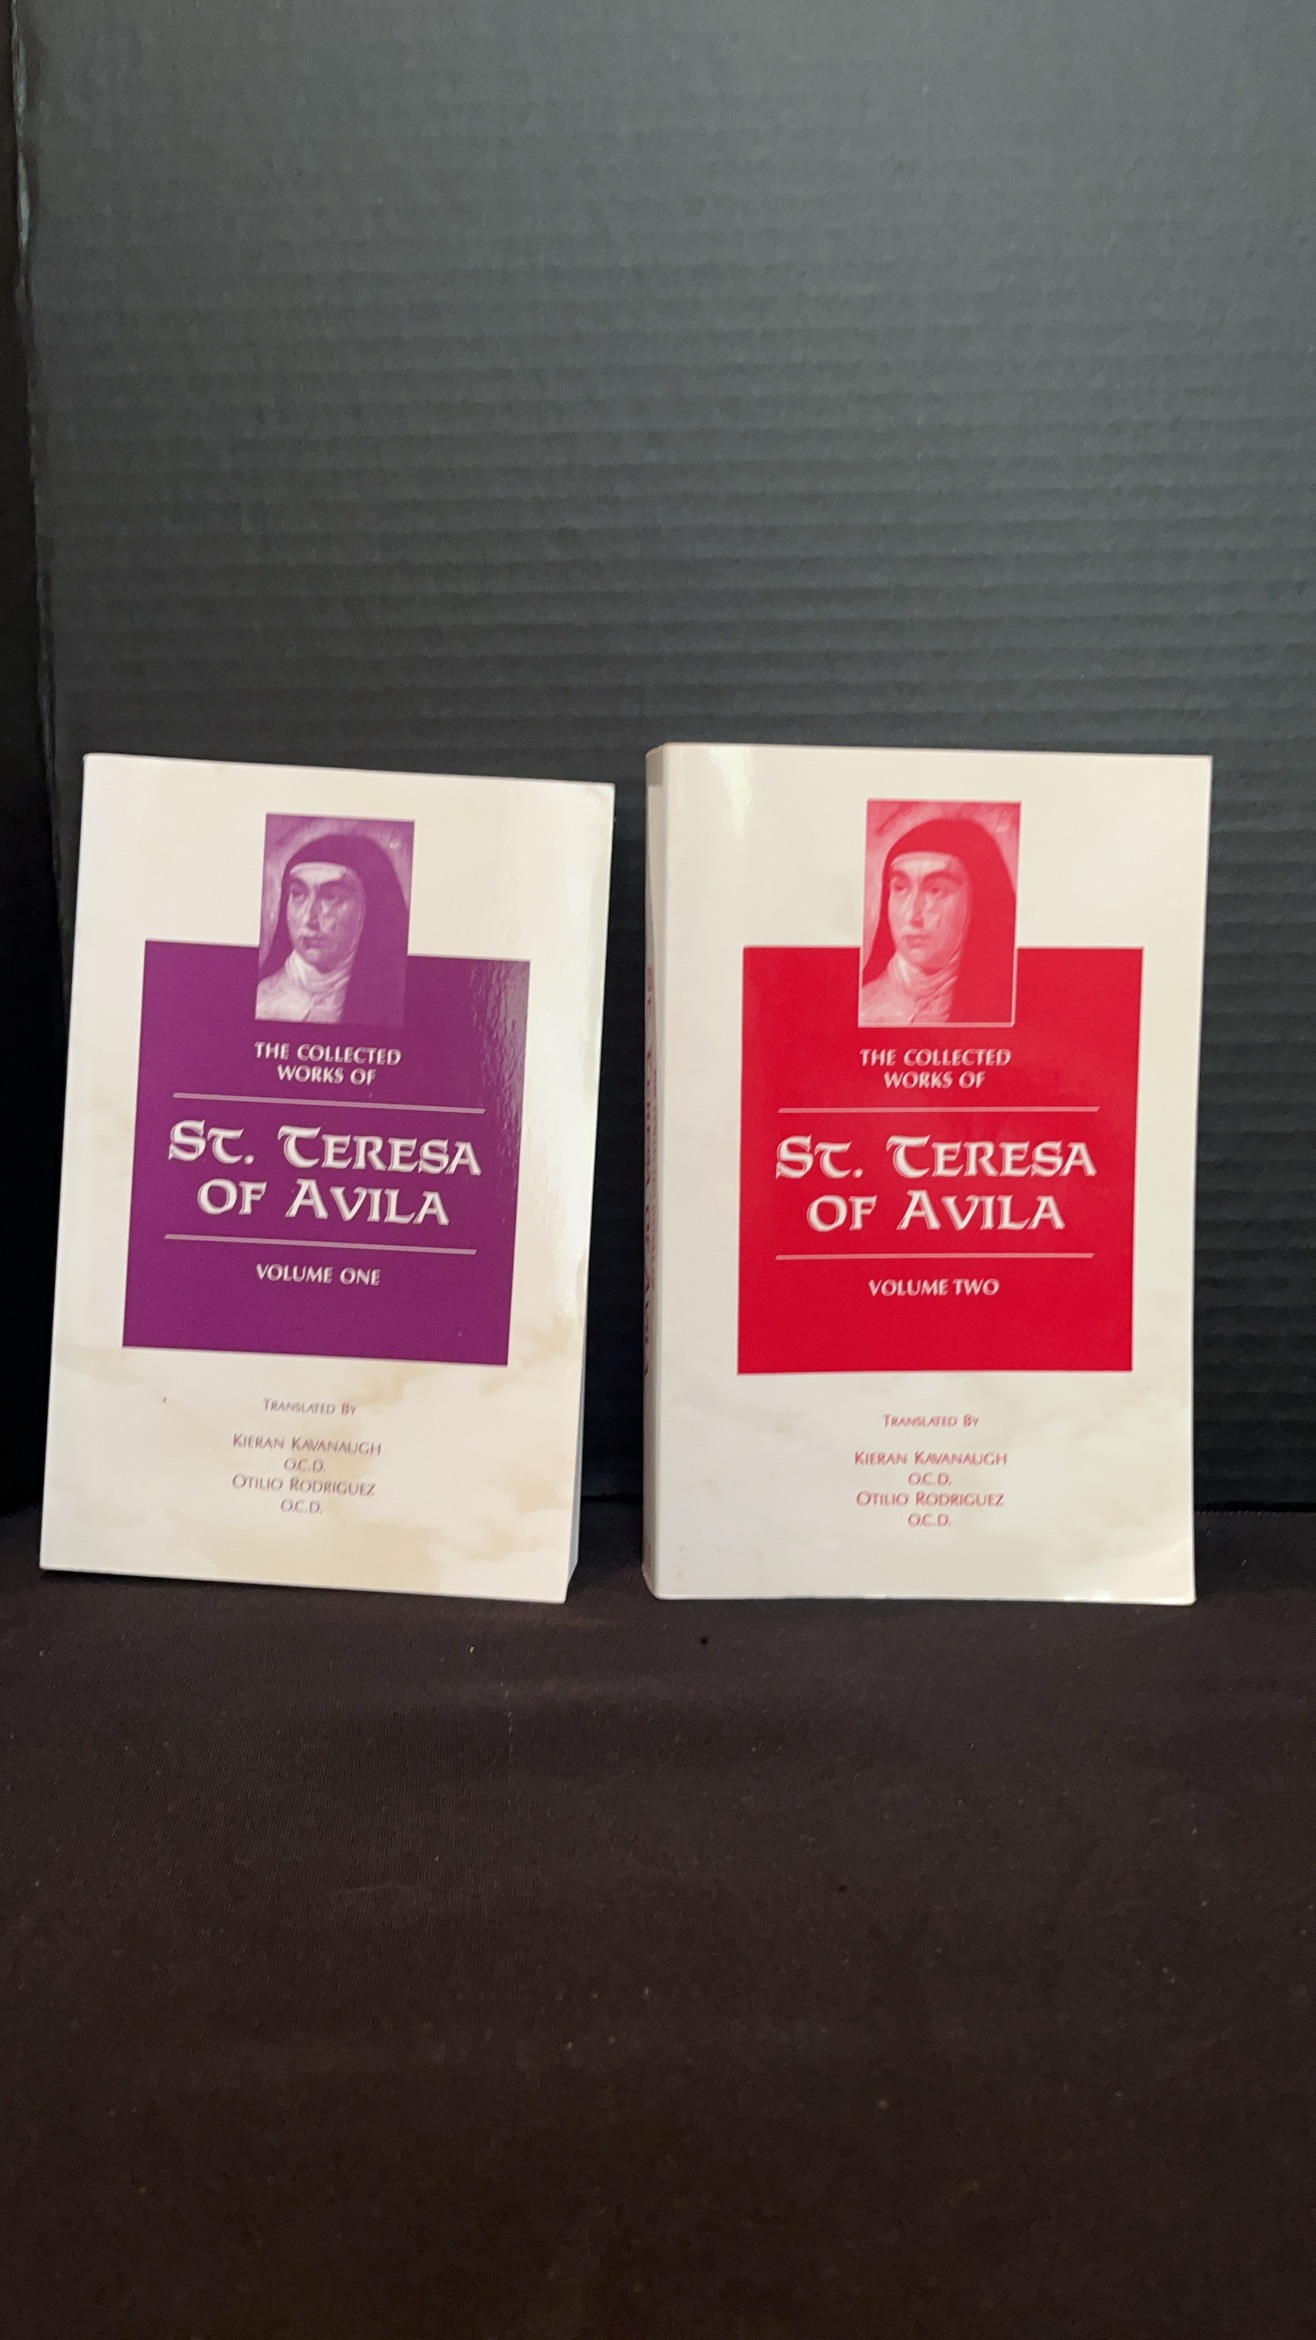 THE COLLECTED
WORKS OF
ST. TERESA
OF AVILA
VOLUME ONE
TRANSLATED BY
KIERAN KAVANAUGH
O.C.D.
OTILIO RODRIGUEZ
O.C.D.
THE COLLECTED
WORKS OF
ST. TERESA
OF AVILA
VOLUME TWO
TRANSLATED BY
KIERAN KAVANAUGH
O.C.D.
OTILIO RODRIGUEZ
O.C.D.